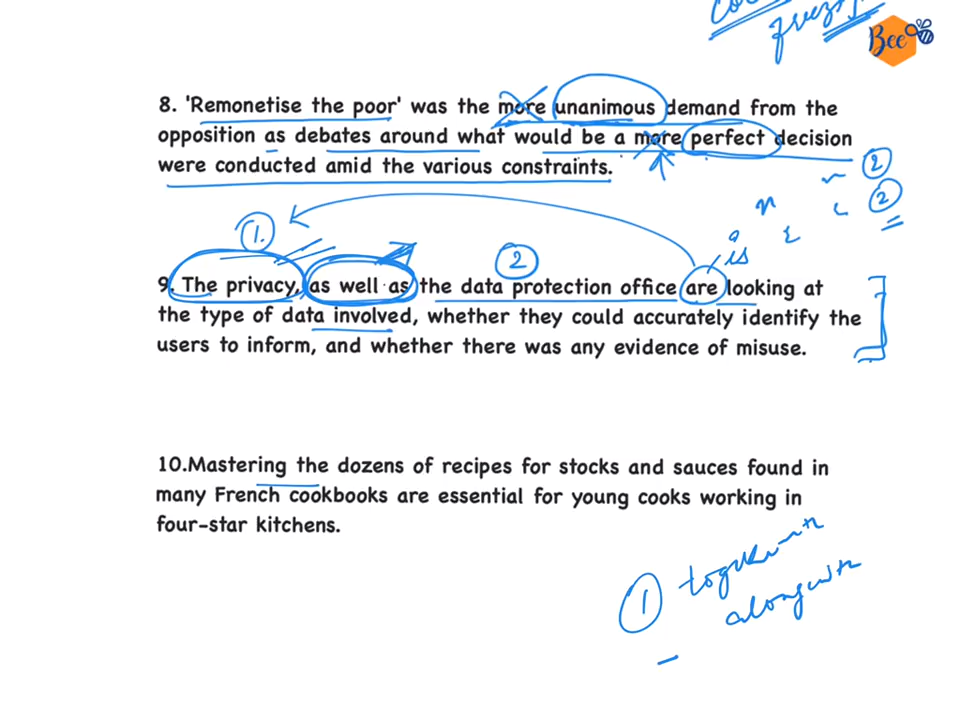 Bee
8. 'Remonetise the poor' was the more unanimous demand from the
opposition as debates around what would be a more perfect decision
were conducted amid the various constraints.
2
2
1.
2
is
9. The privacy, as well as the data protection office are looking at
the type of data involved, whether they could accurately identify the
users to inform, and whether there was any evidence of misuse.
10.Mastering the dozens of recipes for stocks and sauces found in
many French cookbooks are essential for young cooks working in
four-star kitchens.
1 together with
along with